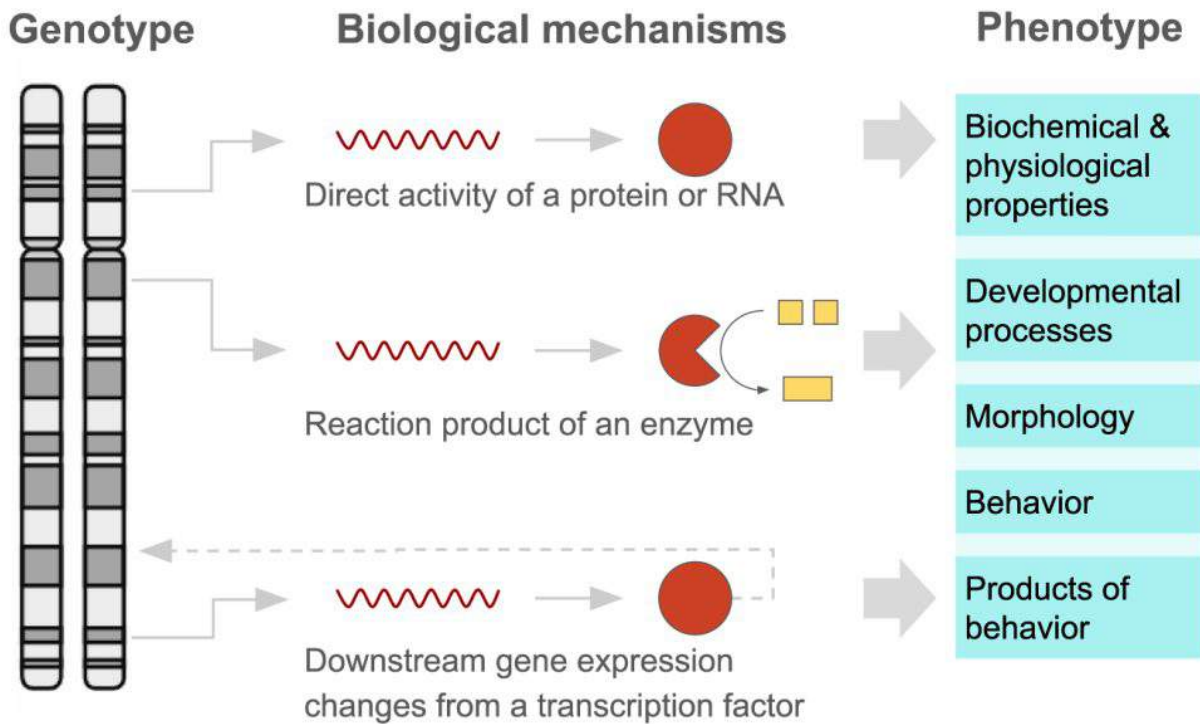 Genotype
Biological mechanisms
Phenotype
Direct activity of a protein or RNA
Reaction product of an enzyme
Downstream gene expression
changes from a transcription factor
Biochemical &
physiological
properties
Developmental
processes
Morphology
Behavior
Products of
behavior